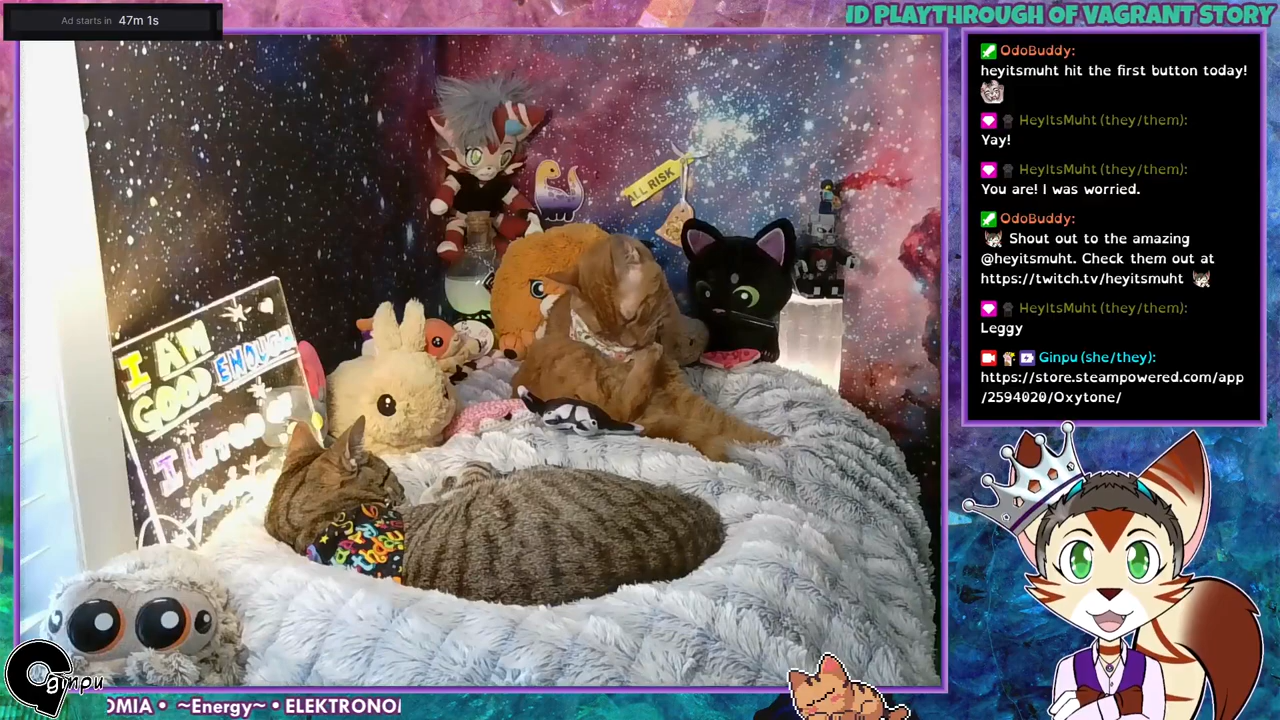 Ad starts in 47m 1s
ID PLAYTHROUGH OF VAGRANT STORY
OdoBuddy:
heyitsmuht hit the first button today!
HeyItsMuht (they/them):
Yay!
HeyItsMuht (they/them):
You are! I was worried.
OdoBuddy:
Shout out to the amazing
@heyitsmuht. Check them out at
https://twitch.tv/heyitsmuht
HeyItsMuht (they/them):
Leggy
Ginpu (she/they):
https://store.steampowered.com/app
/2594020/Oxytone/
ALL RISK
I AM
GOOD ENOUGH
ginpu
OMIA • ~Energy~ • ELEKTRONO